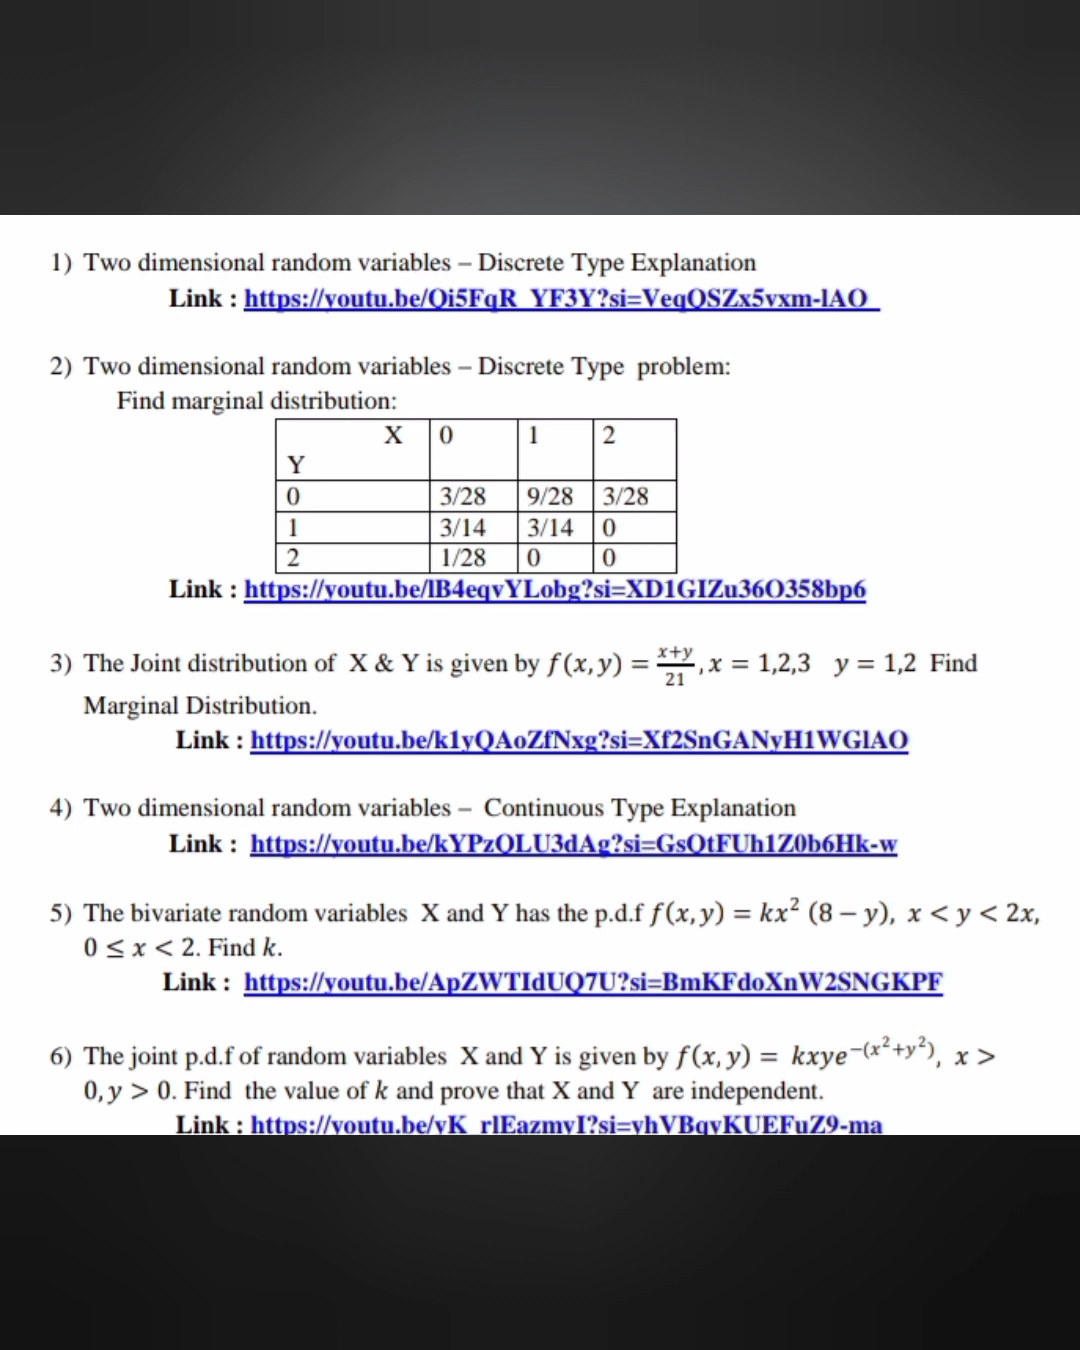 1) Two dimensional random variables – Discrete Type Explanation
Link : https://youtu.be/Qi5FqR_YF3Y?si=VeqOSZx5vxm-lAO_
2) Two dimensional random variables – Discrete Type problem:
Find marginal distribution:
X 0 1 2
Y
0 3/28 9/28 3/28
1 3/14 3/14 0
2 1/28 0 0
Link : https://youtu.be/lB4eqvYLobg?si=XD1GIZu36O358bp6
3) The Joint distribution of X & Y is given by f(x, y) = (x+y)/21, x = 1,2,3 y = 1,2 Find
Marginal Distribution.
Link : https://youtu.be/k1yQAoZfNxg?si=Xf2SnGANyH1WGlAO
4) Two dimensional random variables – Continuous Type Explanation
Link : https://youtu.be/kYPzOLU3dAg?si=GsQtFUh1Z0b6Hk-w
5) The bivariate random variables X and Y has the p.d.f f(x, y) = kx² (8 – y), x < y < 2x,
0 ≤ x < 2. Find k.
Link : https://youtu.be/ApZWTIdUQ7U?si=BmKFdoXnW2SNGKPF
6) The joint p.d.f of random variables X and Y is given by f(x, y) = kxye^−(x²+y²), x >
0, y > 0. Find the value of k and prove that X and Y are independent.
Link : https://youtu.be/yK_rlEazmyI?si=yhVBqvKUEFuZ9-ma